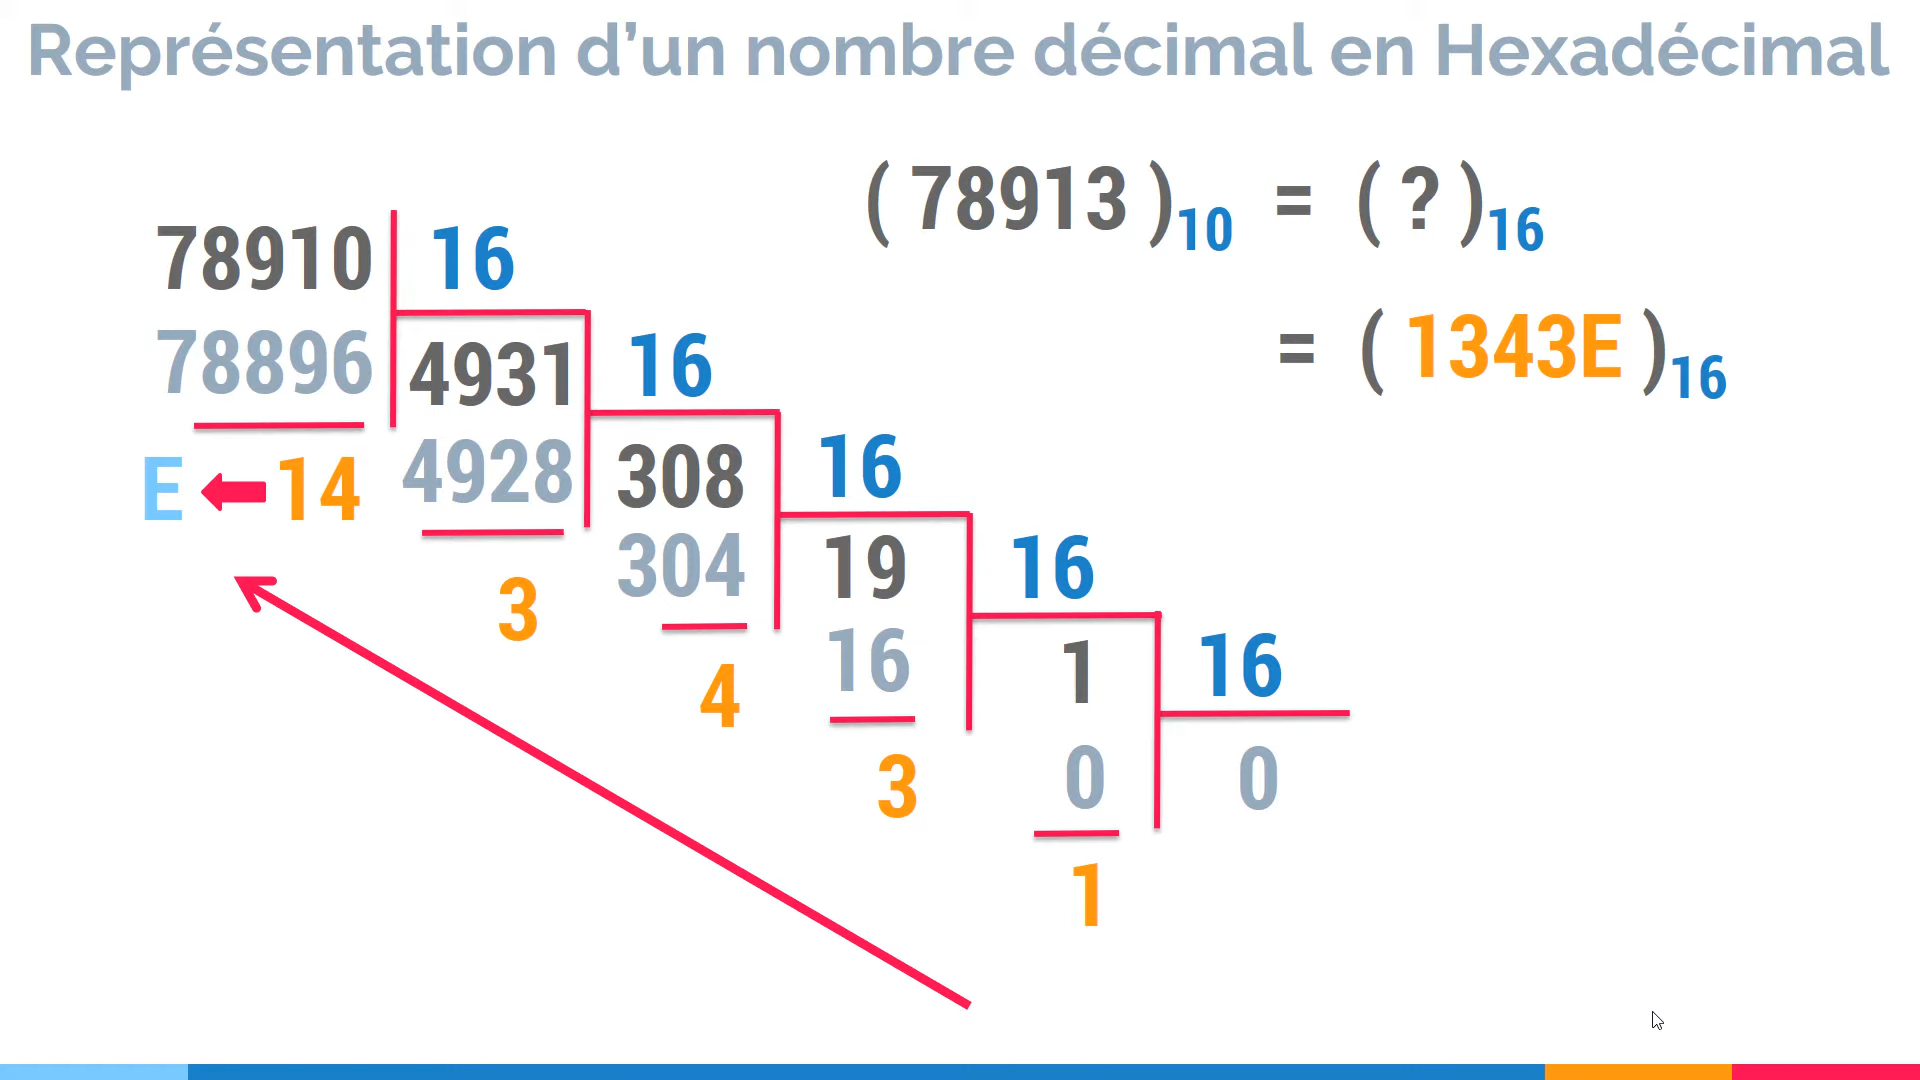 Représentation d’un nombre décimal en Hexadécimal
( 78913 )10 = ( ? )16
= ( 1343E )16
78910 16
78896 4931 16
E 14 4928 308 16
3 304 19 16
4 16 1 16
3 0 0
1